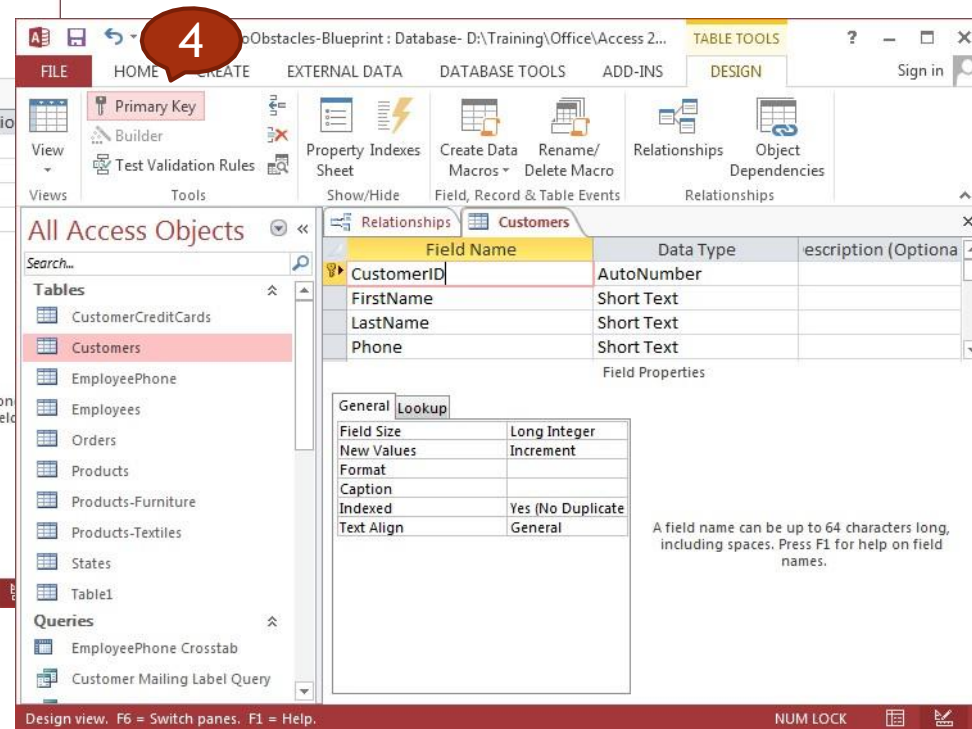 4
oObstacles-Blueprint : Database- D:\Training\Office\Access 2...
TABLE TOOLS
?
FILE
HOME
CREATE
EXTERNAL DATA
DATABASE TOOLS
ADD-INS
DESIGN
Sign in
View
Views
Primary Key
Builder
Test Validation Rules
Tools
Property Sheet
Indexes
Show/Hide
Create Data Macros
Rename/ Delete Macro
Field, Record & Table Events
Relationships
Object Dependencies
Relationships
All Access Objects
Search...
Tables
CustomerCreditCards
Customers
EmployeePhone
Employees
Orders
Products
Products-Furniture
Products-Textiles
States
Table1
Queries
EmployeePhone Crosstab
Customer Mailing Label Query
Relationships
Customers
Field Name Data Type escription (Optiona
CustomerID AutoNumber
FirstName Short Text
LastName Short Text
Phone Short Text
Field Properties
General Lookup
Field Size Long Integer
New Values Increment
Format
Caption
Indexed Yes (No Duplicate
Text Align General
A field name can be up to 64 characters long,
including spaces. Press F1 for help on field
names.
Design view. F6 = Switch panes. F1 = Help.
NUM LOCK